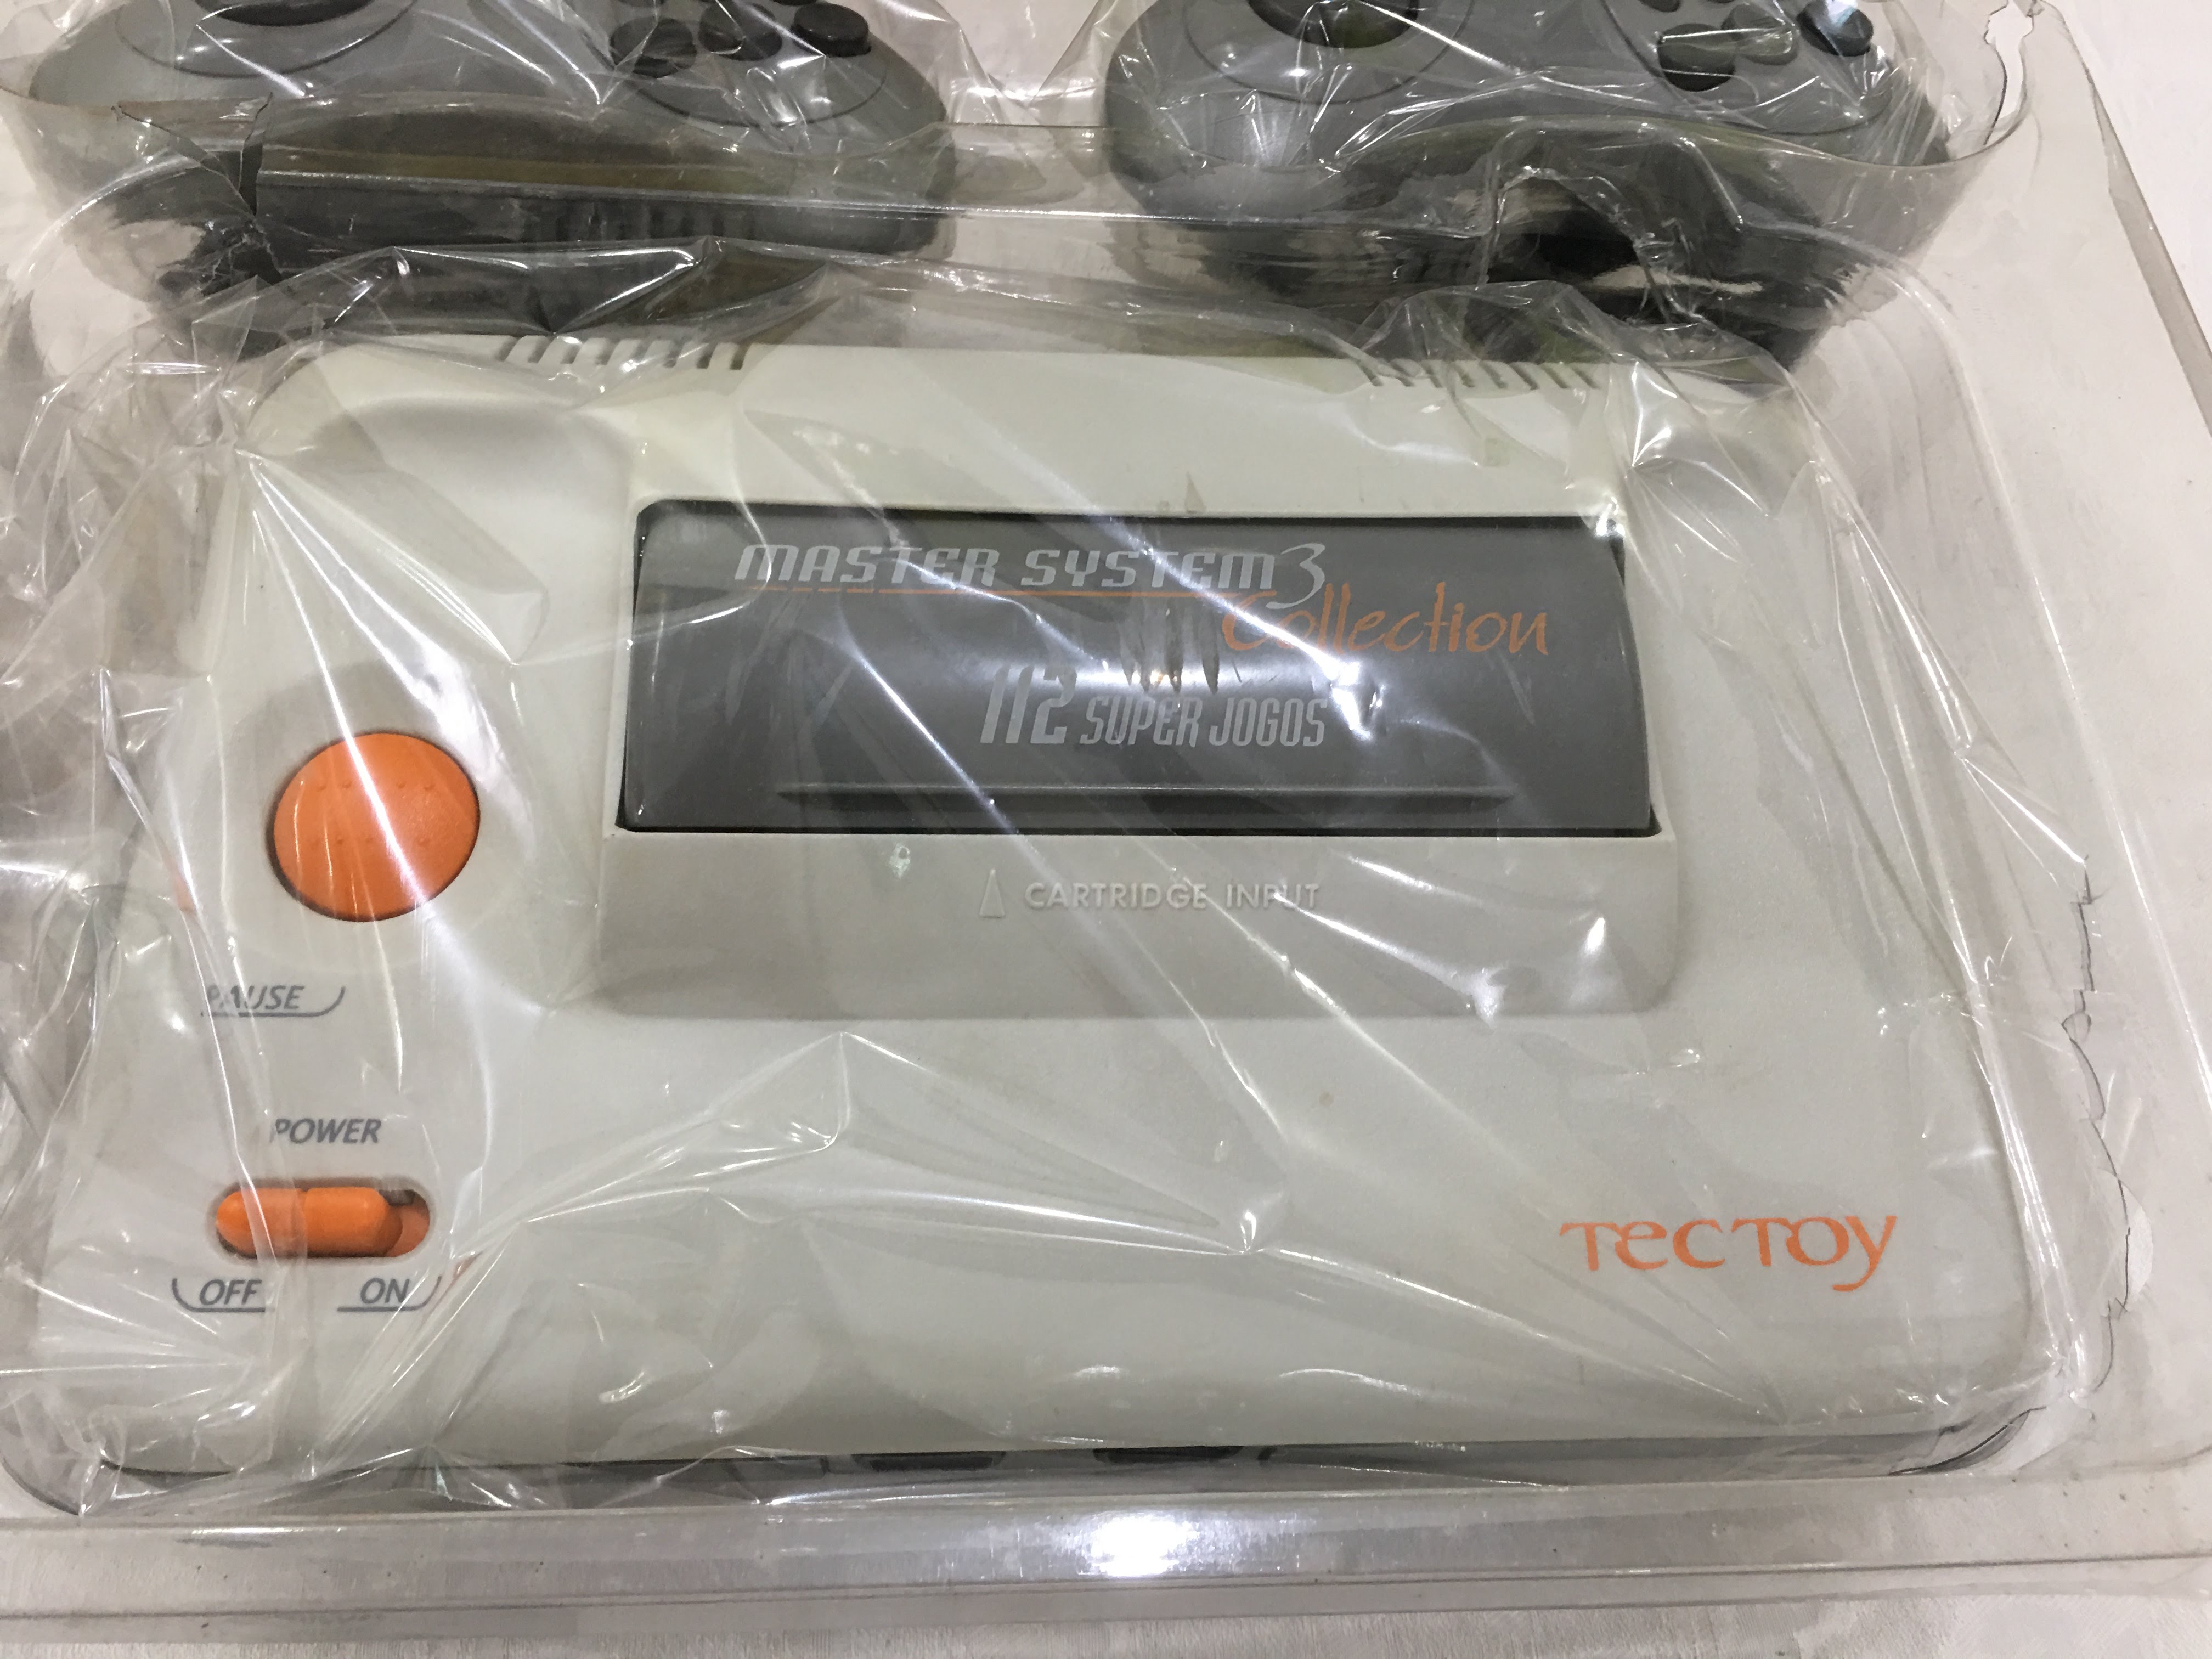 MASTER SYSTEM 3
Collection
112 SUPER JOGOS
CARTRIDGE INPUT
PAUSE
POWER
OFF ON
TECTOY